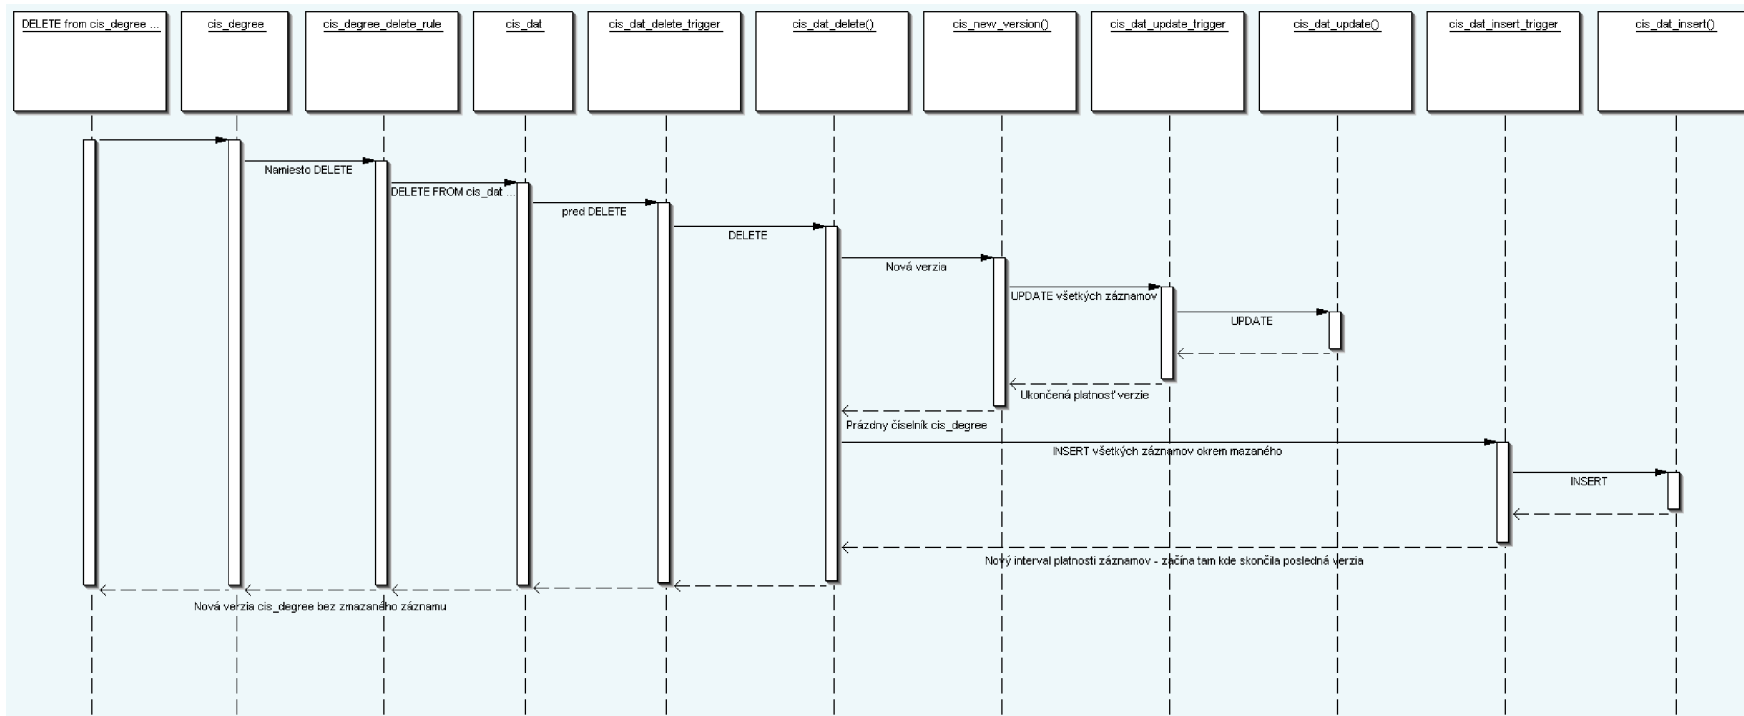 DELETE from cis_degree ...
cis_degree
cis_degree_delete_rule
cis_dat
cis_dat_delete_trigger
cis_dat_delete()
cis_new_version()
cis_dat_update_trigger
cis_dat_update()
cis_dat_insert_trigger
cis_dat_insert()
Namiesto DELETE
DELETE FROM cis_dat ...
pred DELETE
DELETE
Nová verzia
UPDATE všetkých záznamov
UPDATE
Ukončená platnosť verzie
Prázdny číselník cis_degree
INSERT všetkých záznamov okrem mazaného
INSERT
Nový interval platnosti záznamov - začína tam kde skončila posledná verzia
Nová verzia cis_degree bez zmazaného záznamu